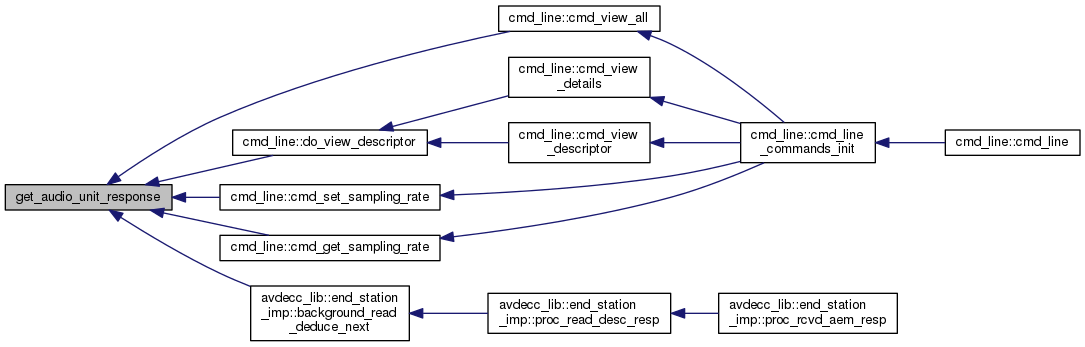 cmd_line::cmd_view_all
cmd_line::cmd_view
_details
cmd_line::do_view_descriptor
cmd_line::cmd_view
_descriptor
cmd_line::cmd_line
_commands_init
cmd_line::cmd_line
get_audio_unit_response
cmd_line::cmd_set_sampling_rate
cmd_line::cmd_get_sampling_rate
avdecc_lib::end_station
_imp::background_read
_deduce_next
avdecc_lib::end_station
_imp::proc_read_desc_resp
avdecc_lib::end_station
_imp::proc_rcvd_aem_resp